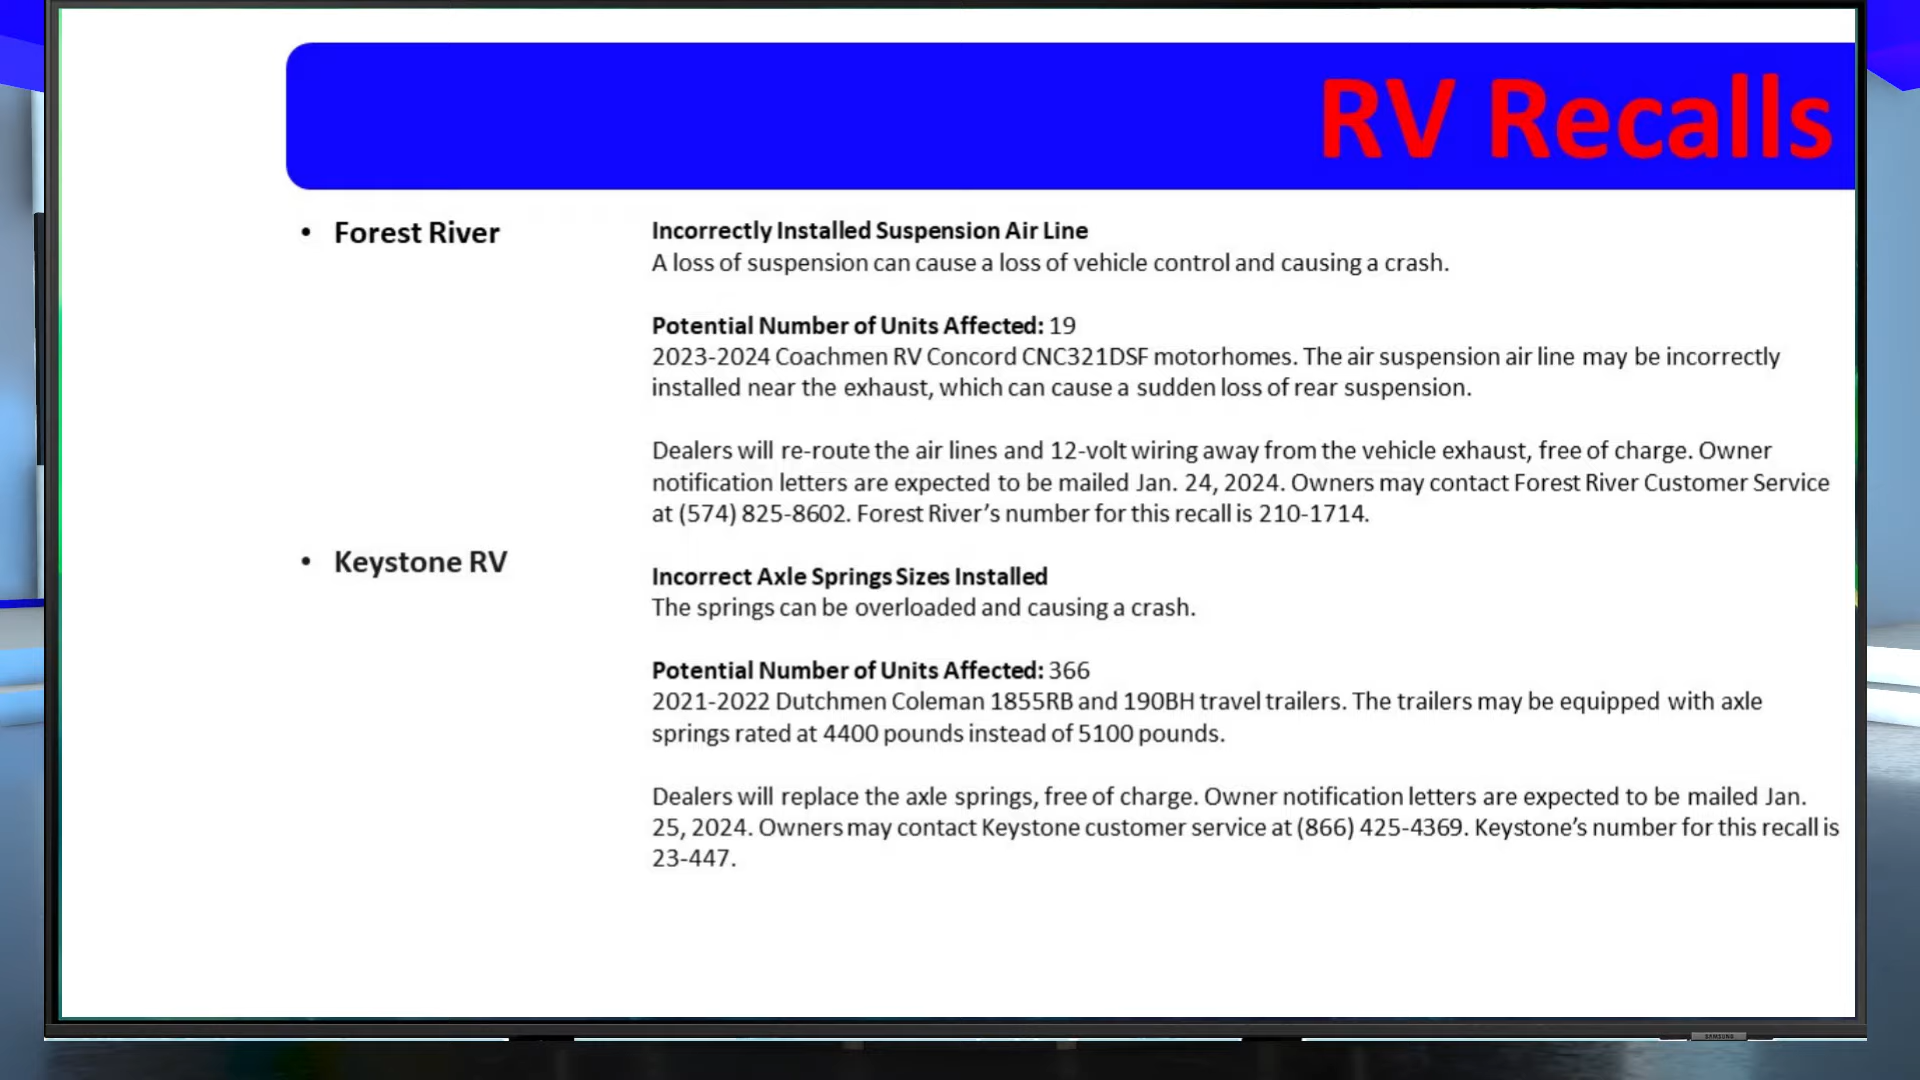 RV Recalls
• Forest River
Incorrectly Installed Suspension Air Line
A loss of suspension can cause a loss of vehicle control and causing a crash.
Potential Number of Units Affected: 19
2023-2024 Coachmen RV Concord CNC321DSF motorhomes. The air suspension air line may be incorrectly
installed near the exhaust, which can cause a sudden loss of rear suspension.
Dealers will re-route the air lines and 12-volt wiring away from the vehicle exhaust, free of charge. Owner
notification letters are expected to be mailed Jan. 24, 2024. Owners may contact Forest River Customer Service
at (574) 825-8602. Forest River’s number for this recall is 210-1714.
• Keystone RV
Incorrect Axle Springs Sizes Installed
The springs can be overloaded and causing a crash.
Potential Number of Units Affected: 366
2021-2022 Dutchmen Coleman 1855RB and 190BH travel trailers. The trailers may be equipped with axle
springs rated at 4400 pounds instead of 5100 pounds.
Dealers will replace the axle springs, free of charge. Owner notification letters are expected to be mailed Jan.
25, 2024. Owners may contact Keystone customer service at (866) 425-4369. Keystone’s number for this recall is
23-447.
SAMSUNG